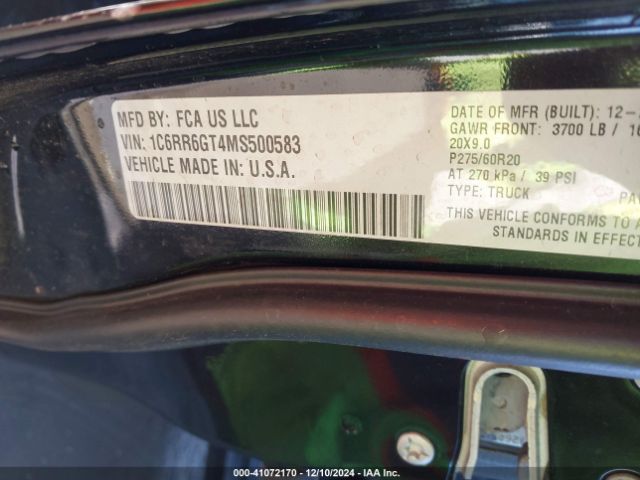 MFD BY: FCA US LLC
VIN: 1C6RR6GT4MS500583
VEHICLE MADE IN U.S.A.
DATE OF MFR (BUILT): 12-
GAWR FRONT: 3700 LB / 16
20X9.0
P275/60R20
AT 270 kPa / 39 PSI
TYPE: TRUCK
THIS VEHICLE CONFORMS TO A
STANDARDS IN EFFECT
000-41072170 - 12/10/2024 - IAA Inc.